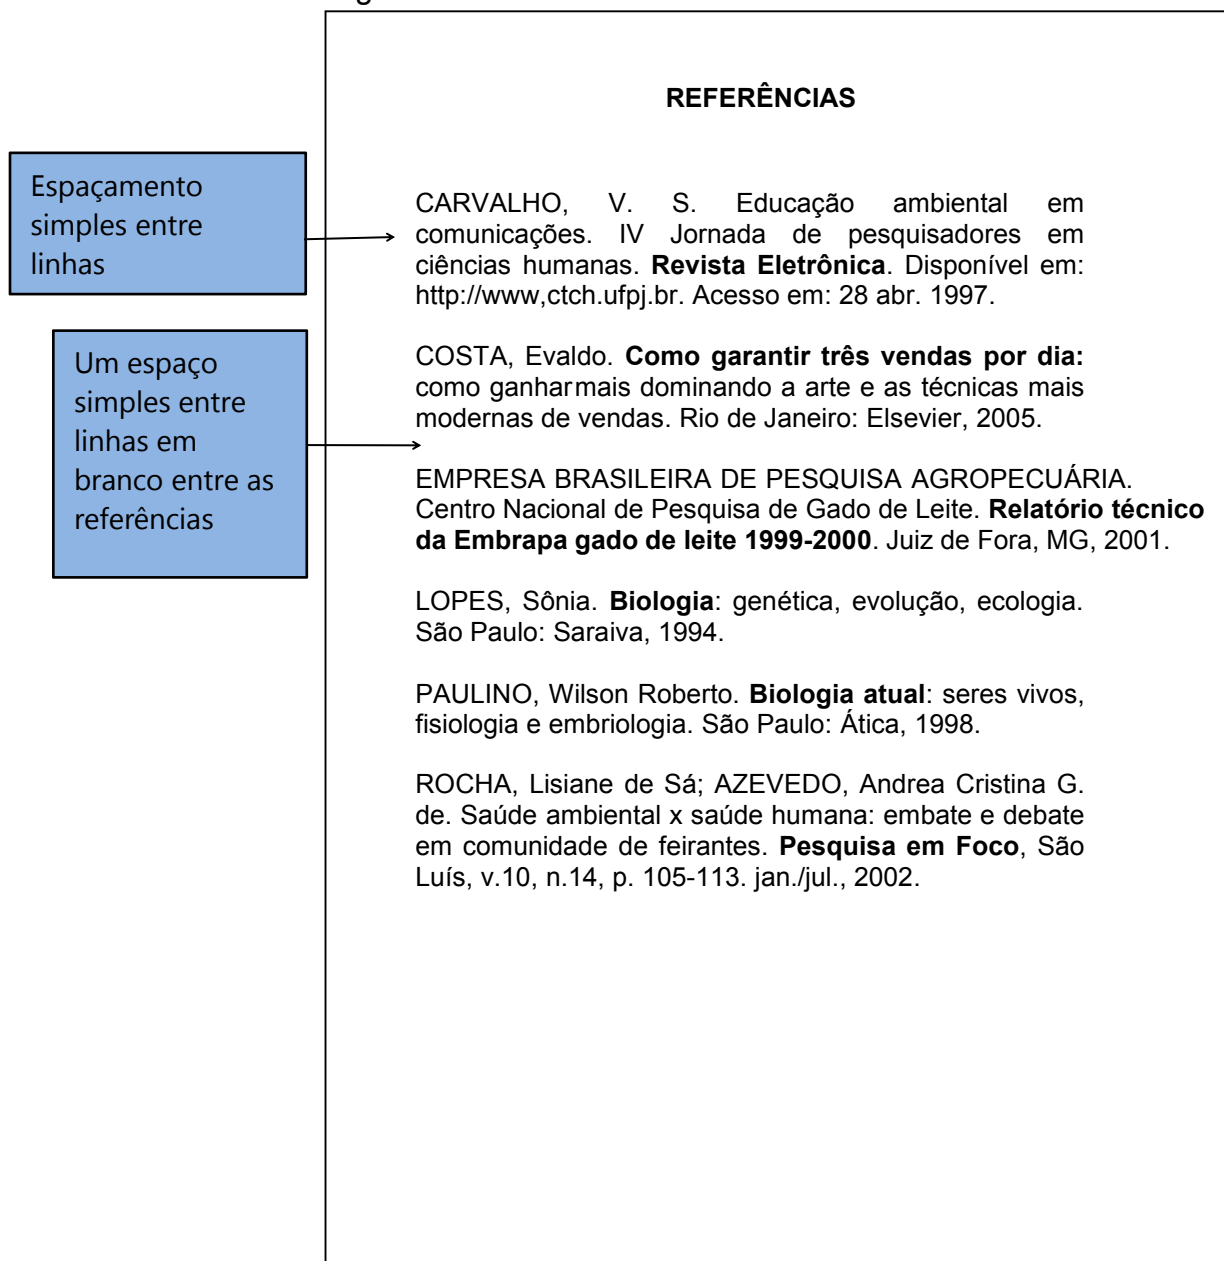 REFERÊNCIAS
Espaçamento
simples entre
linhas
Um espaço
simples entre
linhas em
branco entre as
referências
CARVALHO, V. S. Educação ambiental em
comunicações. IV Jornada de pesquisadores em
ciências humanas. Revista Eletrônica. Disponível em:
http://www,ctch.ufpj.br. Acesso em: 28 abr. 1997.
COSTA, Evaldo. Como garantir três vendas por dia:
como ganharmais dominando a arte e as técnicas mais
modernas de vendas. Rio de Janeiro: Elsevier, 2005.
EMPRESA BRASILEIRA DE PESQUISA AGROPECUÁRIA.
Centro Nacional de Pesquisa de Gado de Leite. Relatório técnico
da Embrapa gado de leite 1999-2000. Juiz de Fora, MG, 2001.
LOPES, Sônia. Biologia: genética, evolução, ecologia.
São Paulo: Saraiva, 1994.
PAULINO, Wilson Roberto. Biologia atual: seres vivos,
fisiologia e embriologia. São Paulo: Ática, 1998.
ROCHA, Lisiane de Sá; AZEVEDO, Andrea Cristina G.
de. Saúde ambiental x saúde humana: embate e debate
em comunidade de feirantes. Pesquisa em Foco, São
Luís, v.10, n.14, p. 105-113. jan./jul., 2002.